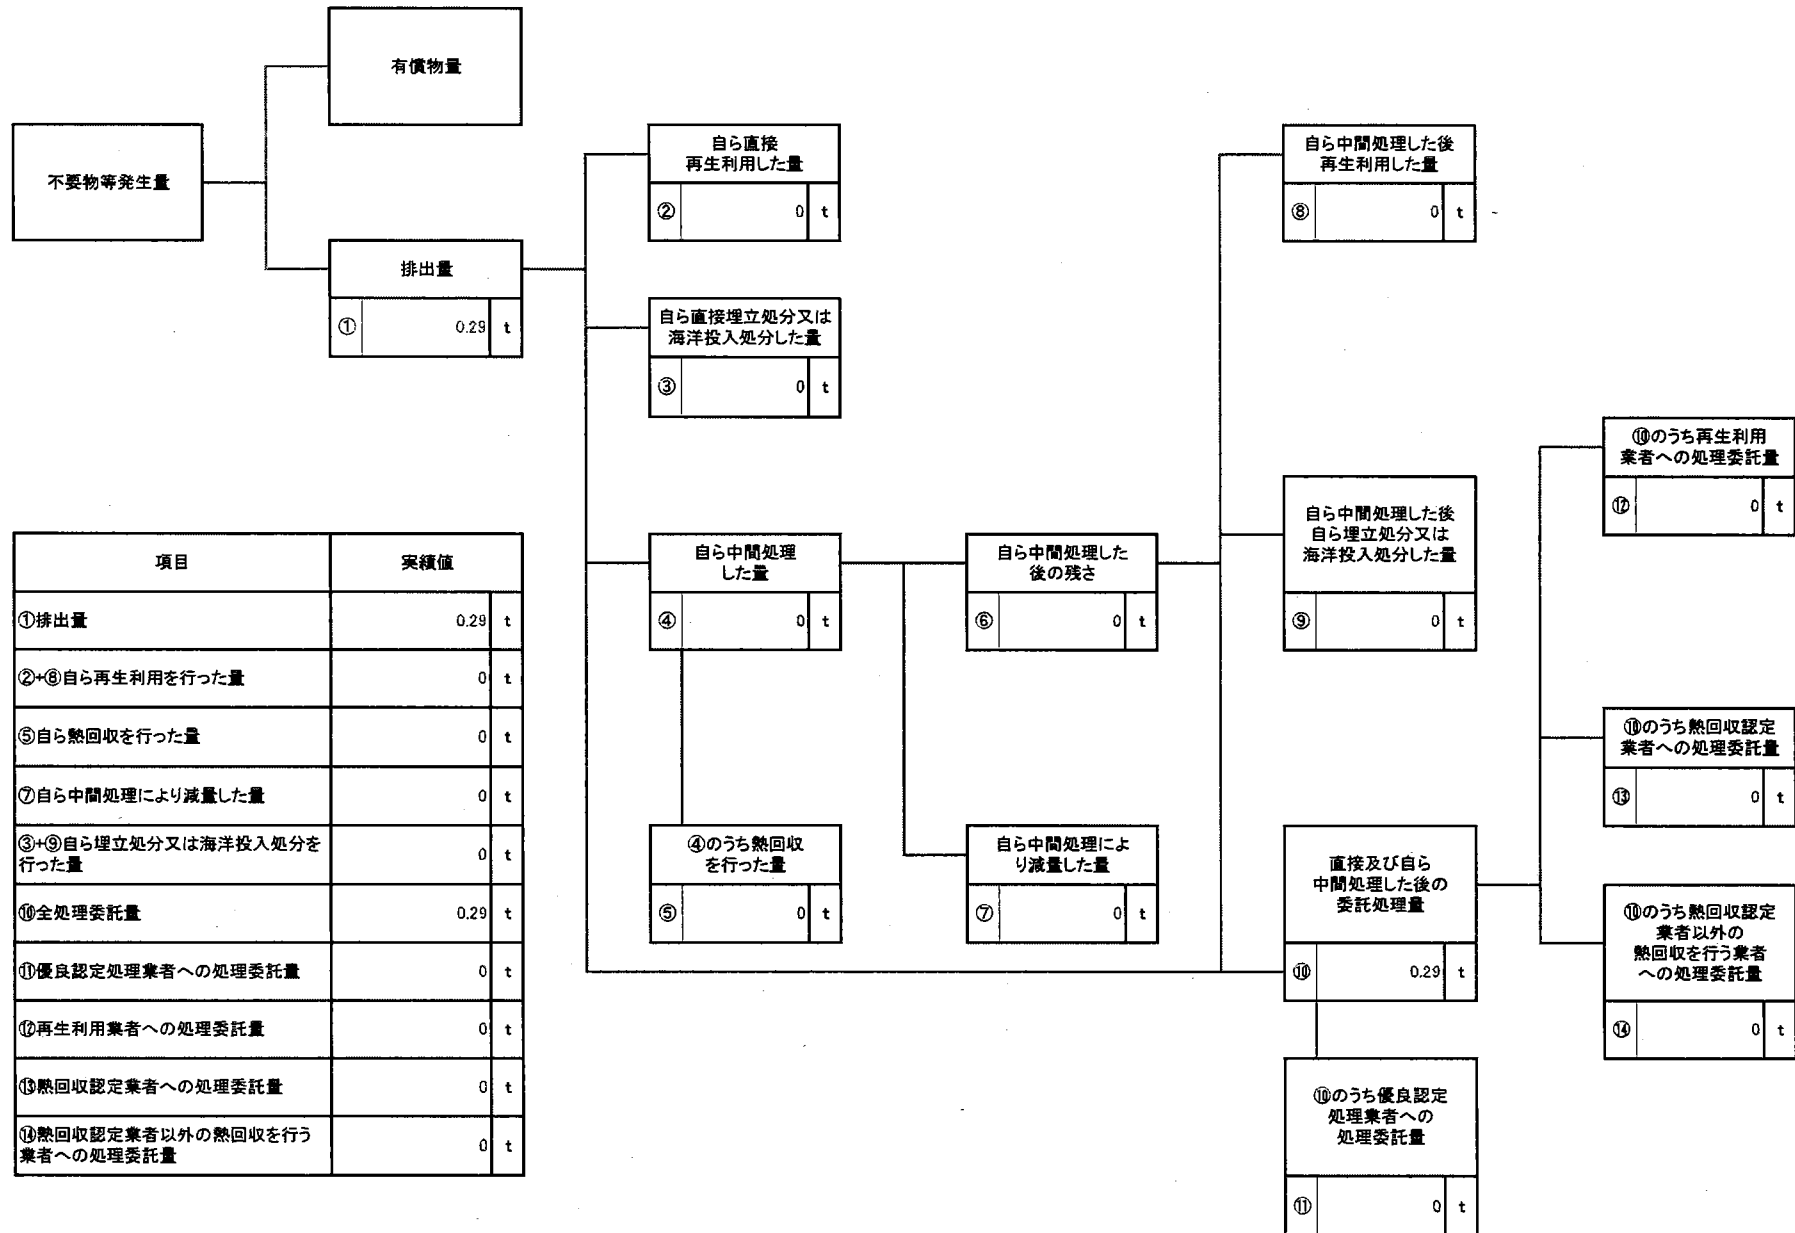 有償物量
不要物等発生量
排出量
① 0.29 t
自ら直接
再生利用した量
② 0 t
自ら直接埋立処分又は
海洋投入処分した量
③ 0 t
自ら中間処理
した量
④ 0 t
④のうち熱回収
を行った量
⑤ 0 t
自ら中間処理した
後の残さ
⑥ 0 t
自ら中間処理によ
り減量した量
⑦ 0 t
自ら中間処理した後
再生利用した量
⑧ 0 t
自ら中間処理した後
自ら埋立処分又は
海洋投入処分した量
⑨ 0 t
直接及び自ら
中間処理した後の
委託処理量
⑩ 0.29 t
⑩のうち優良認定
処理業者への
処理委託量
⑪ 0 t
⑩のうち再生利用
業者への処理委託量
⑫ 0 t
⑩のうち熱回収認定
業者への処理委託量
⑬ 0 t
⑩のうち熱回収認定
業者以外の
熱回収を行う業者
への処理委託量
⑭ 0 t
項目 実績値
①排出量 0.29 t
②+⑧自ら再生利用を行った量 0 t
⑤自ら熱回収を行った量 0 t
⑦自ら中間処理により減量した量 0 t
③+⑨自ら埋立処分又は海洋投入処分を
行った量 0 t
⑩全処理委託量 0.29 t
⑪優良認定処理業者への処理委託量 0 t
⑫再生利用業者への処理委託量 0 t
⑬熱回収認定業者への処理委託量 0 t
⑭熱回収認定業者以外の熱回収を行う
業者への処理委託量 0 t